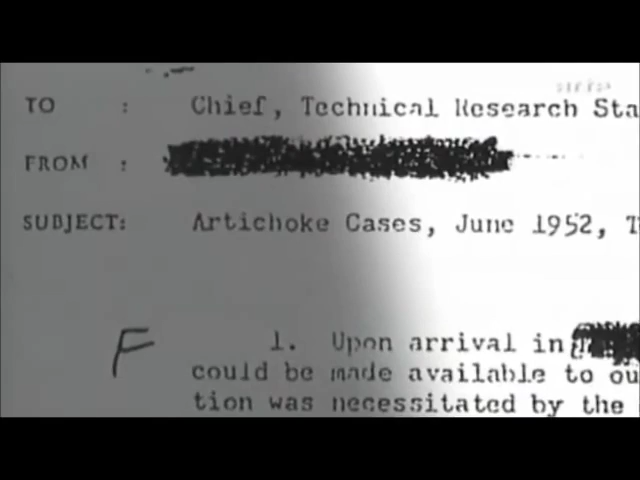 TO : Chief, Technical Research Sta
FROM :
SUBJECT: Artichoke Cases, June 1952, T
F
1. Upon arrival in
could be made available to ou
tion was necessitated by the